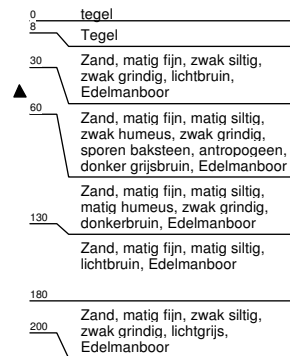 0 tegel
8 Tegel
30 Zand, matig fijn, zwak siltig,
zwak grindig, lichtbruin,
Edelmanboor
60 Zand, matig fijn, matig siltig,
zwak humeus, zwak grindig,
sporen baksteen, antropogeen,
donker grijsbruin, Edelmanboor
Zand, matig fijn, matig siltig,
matig humeus, zwak grindig,
130 donkerbruin, Edelmanboor
Zand, matig fijn, matig siltig,
lichtbruin, Edelmanboor
180
Zand, matig fijn, zwak siltig,
200 zwak grindig, lichtgrijs,
Edelmanboor